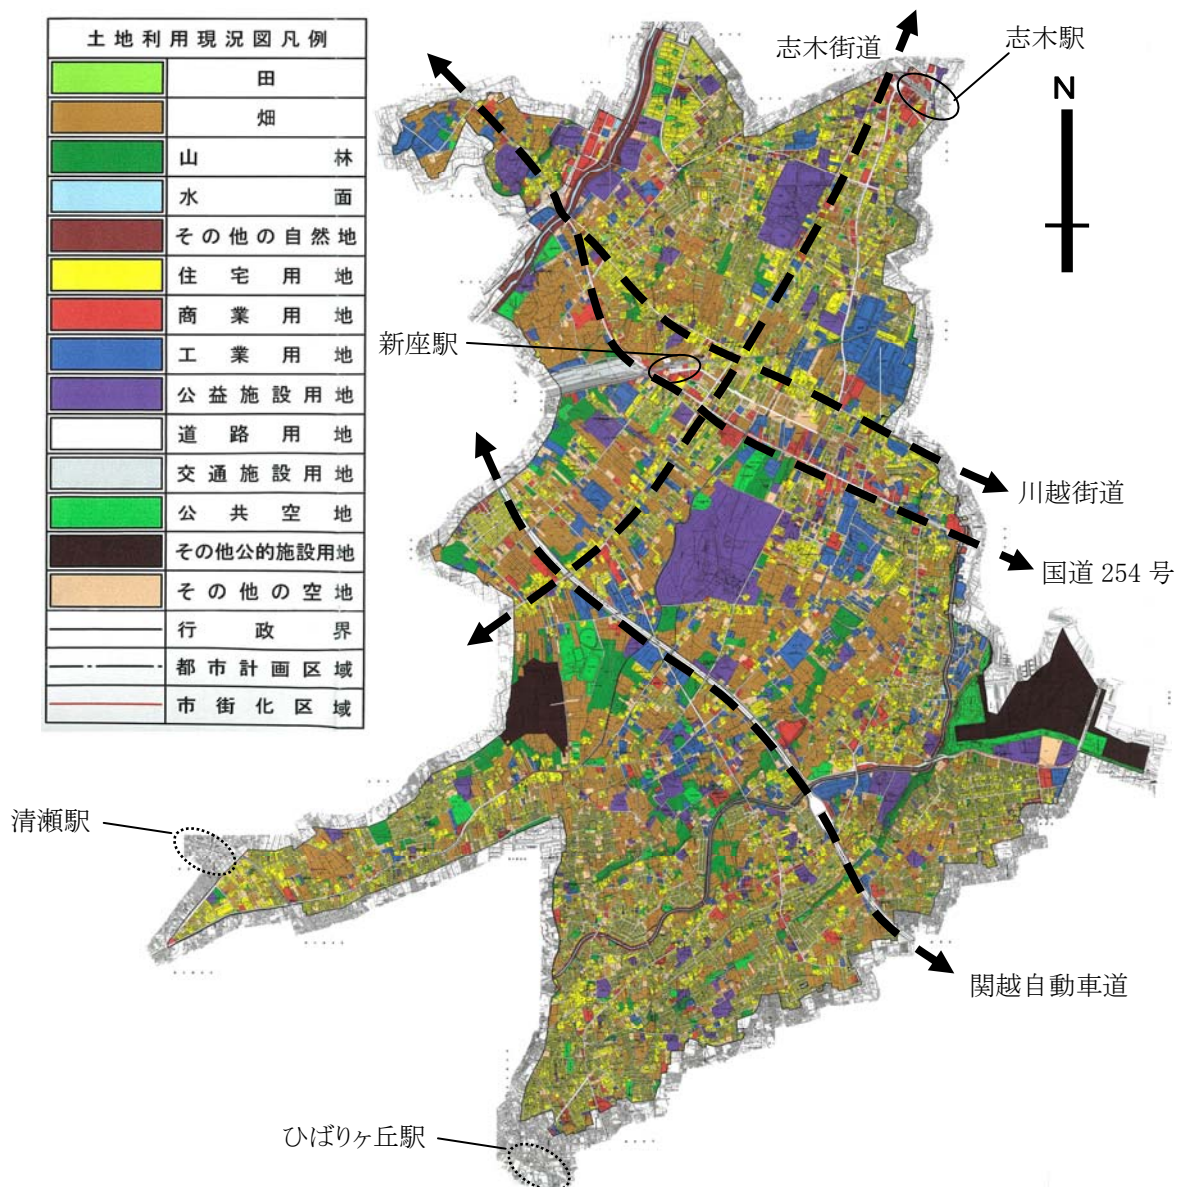 土地利用現況図凡例
田
畑
山林
水面
その他の自然地
住宅用地
商業用地
工業用地
公益施設用地
道路用地
交通施設用地
公共空地
その他公的施設用地
その他の空地
行政界
都市計画区域
市街化区域
志木街道
志木駅
N
新座駅
川越街道
国道 254 号
清瀬駅
関越自動車道
ひばりヶ丘駅